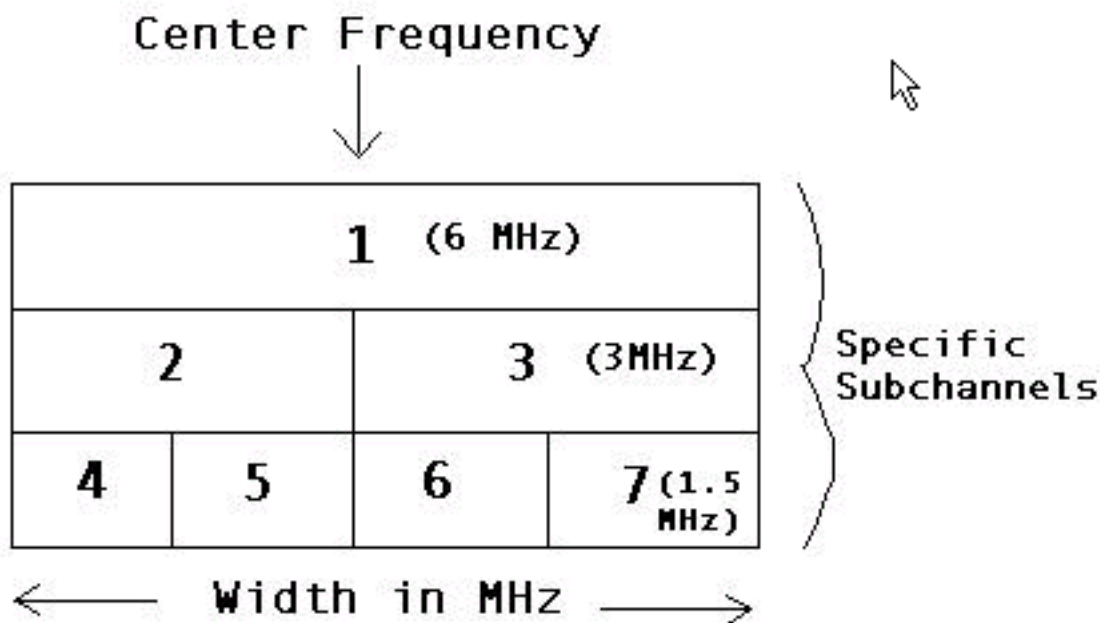 Center Frequency
1 (6 MHz)
2 3 (3MHz)
Specific
Subchannels
4 5 6 7 (1.5
MHz)
Width in MHz